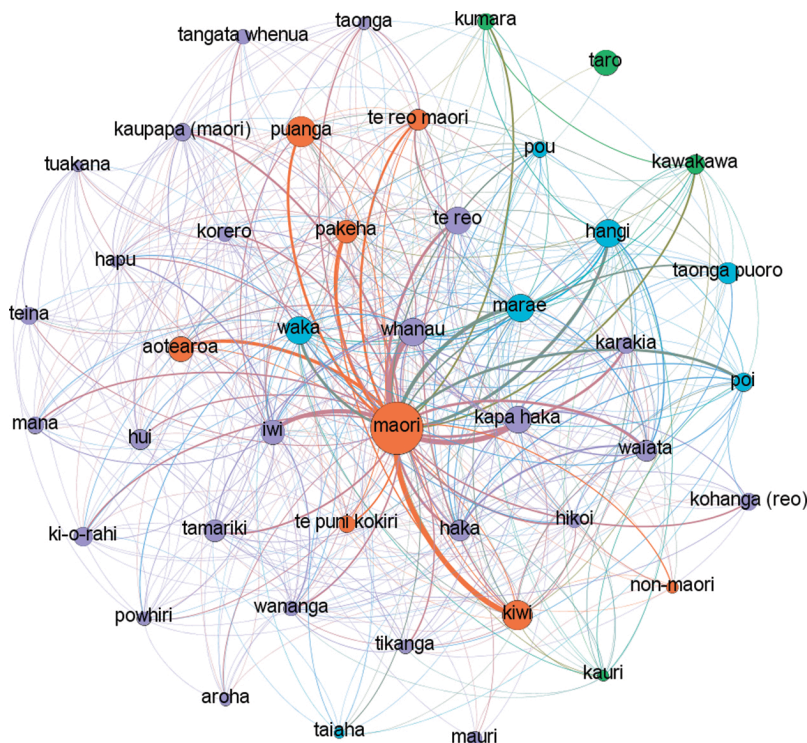 taonga
kumara
tangata whenua
taro
te reo maori
puanga
kaupapa (maori)
pou
kawakawa
tuakana
te reo
korero
pakeha
hangi
hapu
taonga puoro
marae
teina
waka
whanau
karakia
aotearoa
poi
kapa haka
maori
mana
iwi
hui
waiata
kohanga (reo)
hikoi
ki-o-rahi
tamariki
te puni kokiri
haka
non-maori
wananga
kiwi
powhiri
tikanga
kauri
aroha
taiaha
mauri